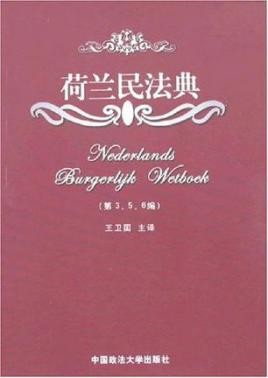 荷兰民法典
Nederlands
Burgerlijk Wetboek
(第3、5、6编)
王卫国 主译
中国政法大学出版社